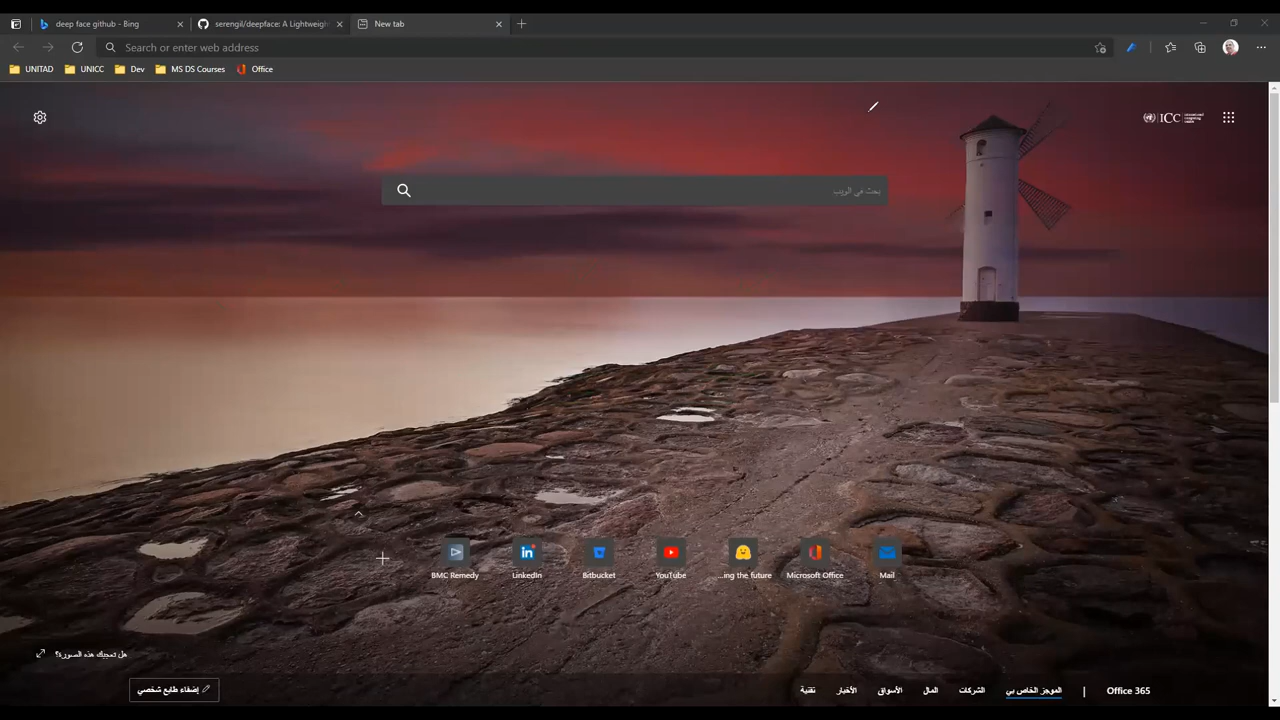 deep face github - Bing
serengil/deepface: A Lightweight
New tab
Search or enter web address
UNITAD
UNICC
Dev
MS DS Courses
Office
ICC
بحث في الويب
BMC Remedy
LinkedIn
Bitbucket
YouTube
...ing the future
Microsoft Office
Mail
هل تعجبك هذه الصورة؟
إضفاء طابع شخصي
Office 365
الموجز الخاص بي
الشركات
المال
الأسواق
الأخبار
تقنية